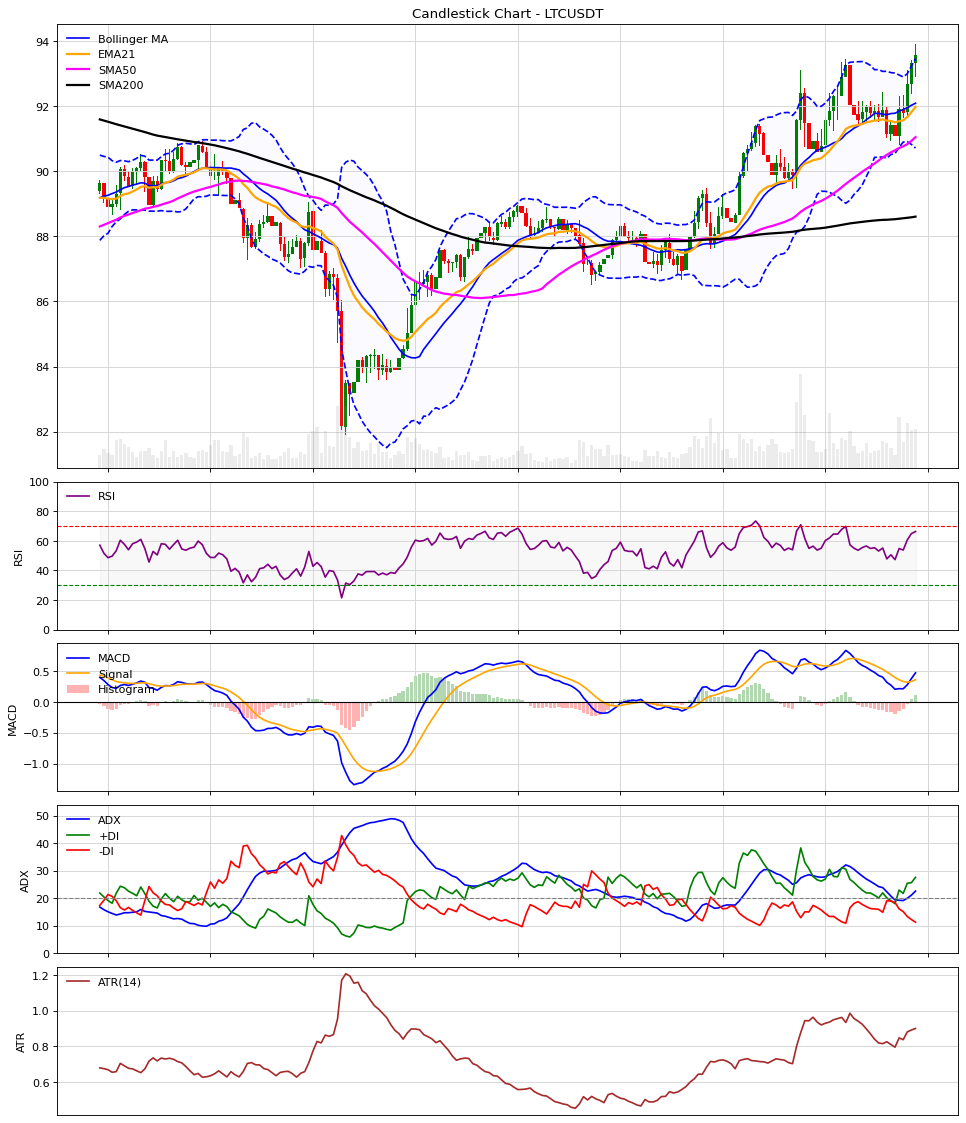 Candlestick Chart - LTCUSDT
Bollinger MA
EMA21
SMA50
SMA200
94
92
90
88
86
84
82
RSI
RSI
100
80
60
40
20
0
MACD
Signal
Histogram
MACD
0.5
0.0
−0.5
−1.0
ADX
+DI
-DI
ADX
50
40
30
20
10
0
ATR(14)
ATR
1.2
1.0
0.8
0.6